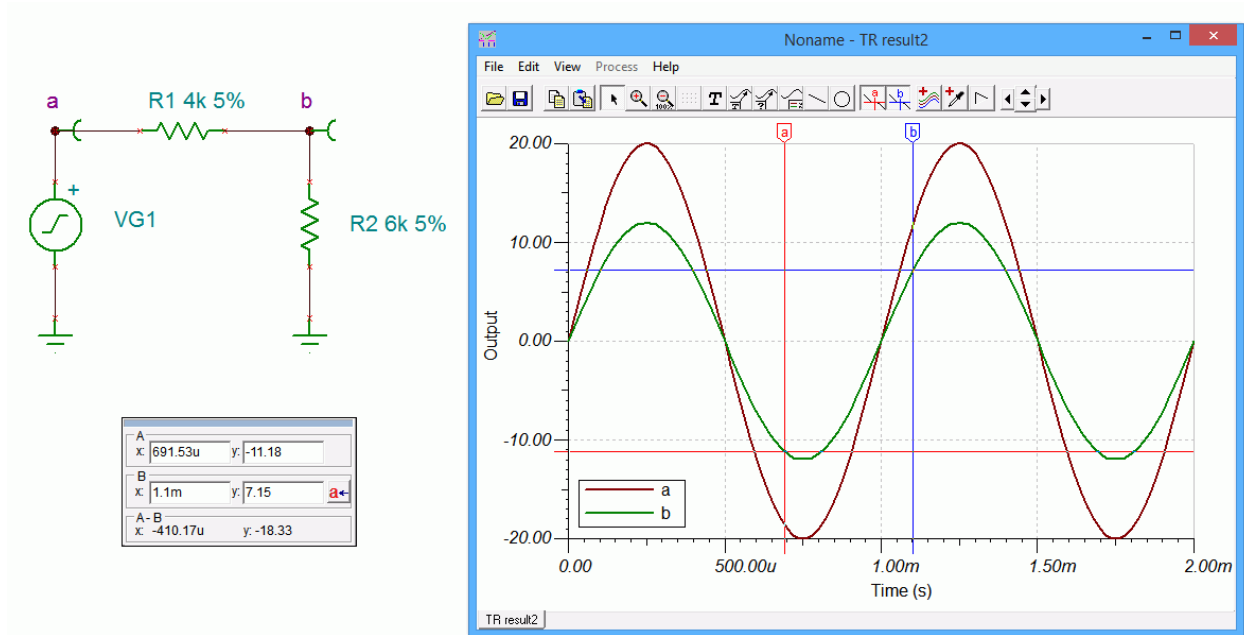 a
R1 4k 5%
b
+
VG1
R2 6k 5%
A
x: 691.53u y: -11.18
B
x: 1.1m y: 7.15 a
A - B
x: -410.17u y: -18.33
Noname - TR result2
File Edit View Process Help
100% T a b
a b
20.00
10.00
0.00
-10.00
-20.00
Output
a
b
0.00 500.00u 1.00m 1.50m 2.00m
Time (s)
TR result2